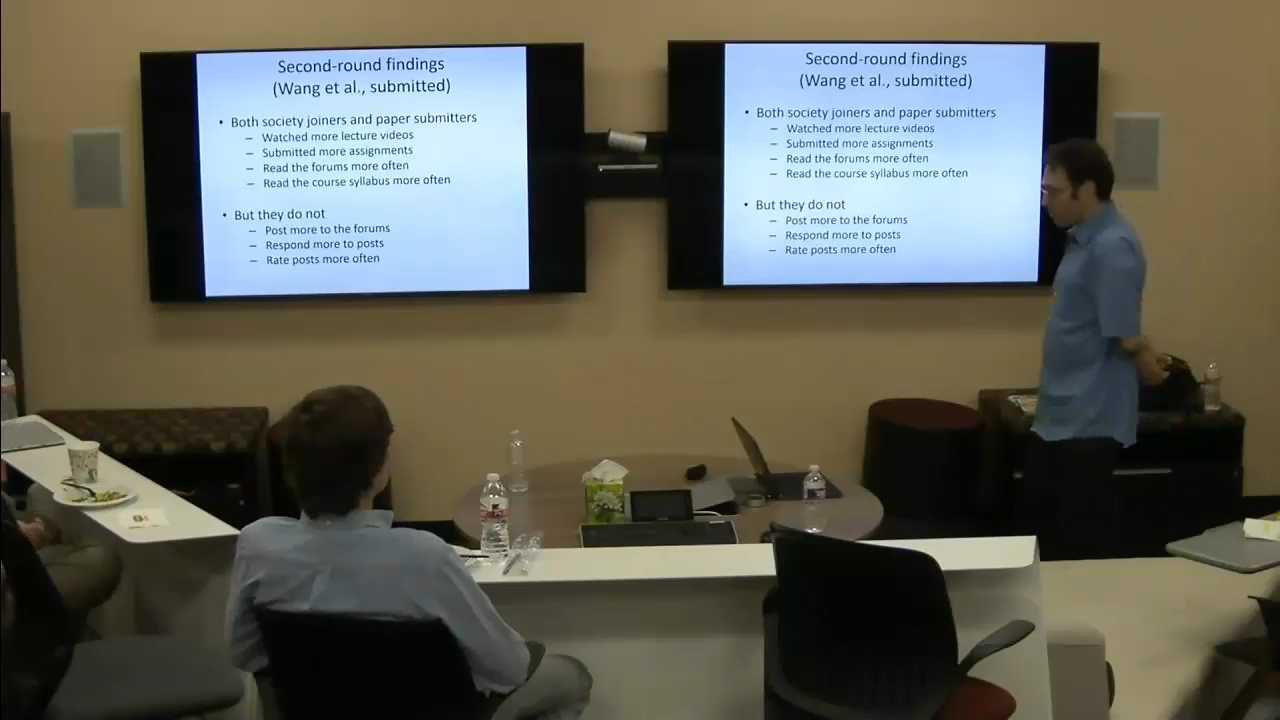 Second-round findings
(Wang et al., submitted)
• Both society joiners and paper submitters
– Watched more lecture videos
– Submitted more assignments
– Read the forums more often
– Read the course syllabus more often
• But they do not
– Post more to the forums
– Respond more to posts
– Rate posts more often
Second-round findings
(Wang et al., submitted)
• Both society joiners and paper submitters
– Watched more lecture videos
– Submitted more assignments
– Read the forums more often
– Read the course syllabus more often
• But they do not
– Post more to the forums
– Respond more to posts
– Rate posts more often